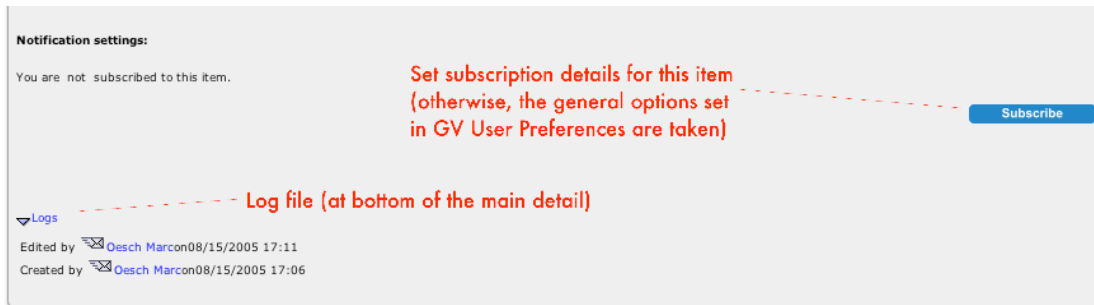 Notification settings:
You are not subscribed to this item.
Set subscription details for this item
(otherwise, the general options set
in GV User Preferences are taken)
Subscribe
Log file (at bottom of the main detail)
Logs
Edited by Oesch Marcon08/15/2005 17:11
Created by Oesch Marcon08/15/2005 17:06